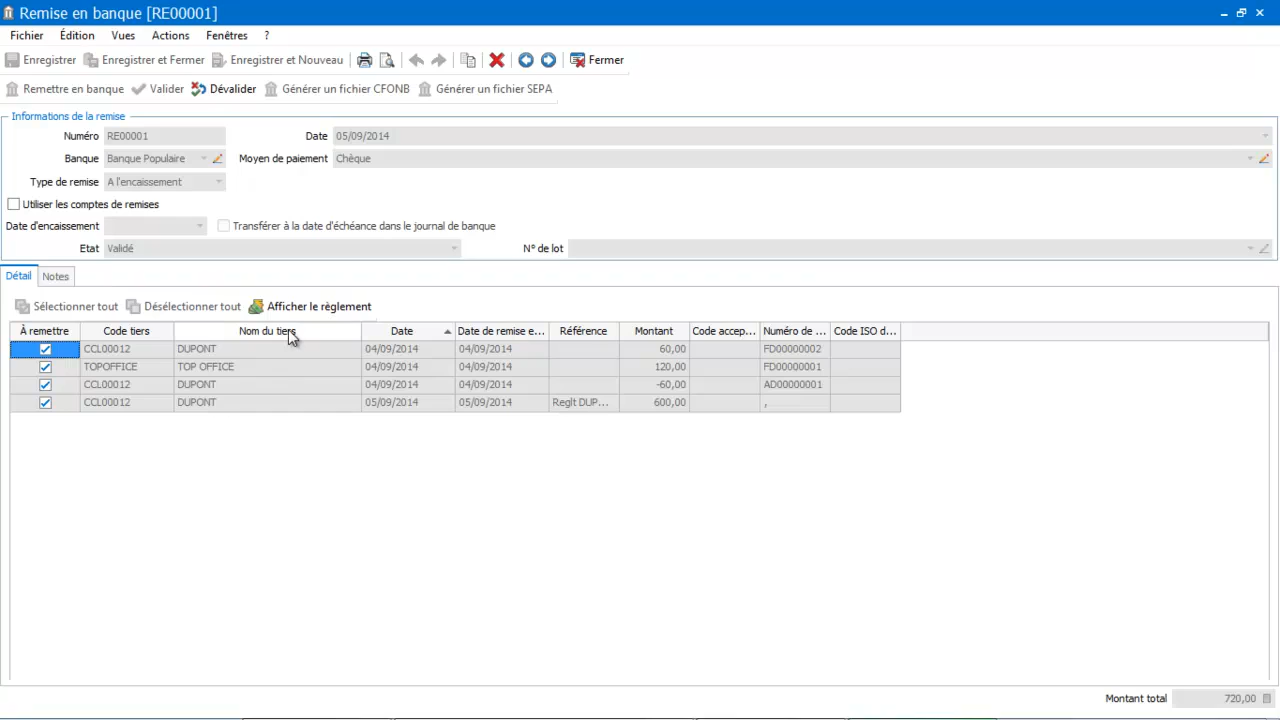 Remise en banque [RE00001]
Fichier Édition Vues Actions Fenêtres ?
Enregistrer Enregistrer et Fermer Enregistrer et Nouveau Fermer
Remettre en banque Valider Dévalider Générer un fichier CFONB Générer un fichier SEPA
Informations de la remise
Numéro RE00001 Date 05/09/2014
Banque Banque Populaire Moyen de paiement Chèque
Type de remise A l'encaissement
Utiliser les comptes de remises
Date d'encaissement Transférer à la date d'échéance dans le journal de banque
Etat Validé N° de lot
Détail Notes
Sélectionner tout Désélectionner tout Afficher le règlement
À remettre Code tiers Nom du tiers Date Date de remise e... Référence Montant Code accep... Numéro de ... Code ISO d...
CCL00012 DUPONT 04/09/2014 04/09/2014 60,00 FD00000002
TOPOFFICE TOP OFFICE 04/09/2014 04/09/2014 120,00 FD00000001
CCL00012 DUPONT 04/09/2014 04/09/2014 -60,00 AD00000001
CCL00012 DUPONT 05/09/2014 05/09/2014 Reglt DUP... 600,00 ,
Montant total 720,00